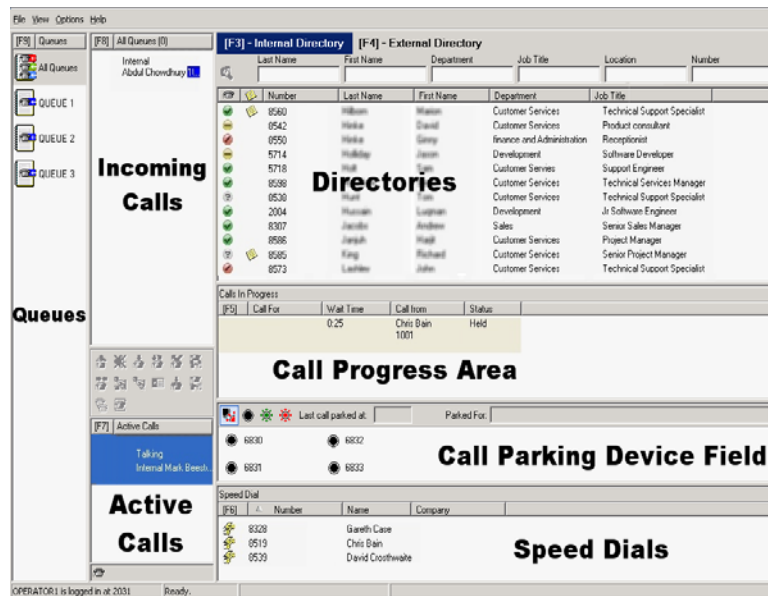 File View Options Help
[F9] Queues
All Queues
QUEUE 1
QUEUE 2
QUEUE 3
Queues
[F8] All Queues (0)
Internal
Abdul Chowdhury
Incoming
Calls
[F7] Active Calls
Talking
Internal Mark
Active
Calls
[F3] - Internal Directory [F4] - External Directory
Last Name First Name Department Job Title Location Number
Number Last Name First Name Department Job Title
8560 Customer Services Technical Support Specialist
8542 Customer Services Product consultant
8550 finance and Administration Receptionist
5714 Development Software Developer
5718 Customer Servies Support Engineer
8598 Customer Services Technical Services Manager
8538 Customer Services Technical Support Specialist
2004 Development Jr Software Engineer
8307 Sales Senior Sales Manager
8586 Customer Services Project Manager
8585 Customer Services Senior Project Manager
8573 Customer Services Technical Support Specialist
Directories
Calls In Progress
[F5] Call For Wait Time Call from Status
0:25 Chris Bain Held
1001
Call Progress Area
Last call parked at: Parked For:
6830 6832
6831 6833
Call Parking Device Field
Speed Dial
[F6] Number Name Company
8328 Gareth Case
8519 Chris Bain
8539 David Crosthwaite
Speed Dials
OPERATOR1 is logged in at 2031 Ready.